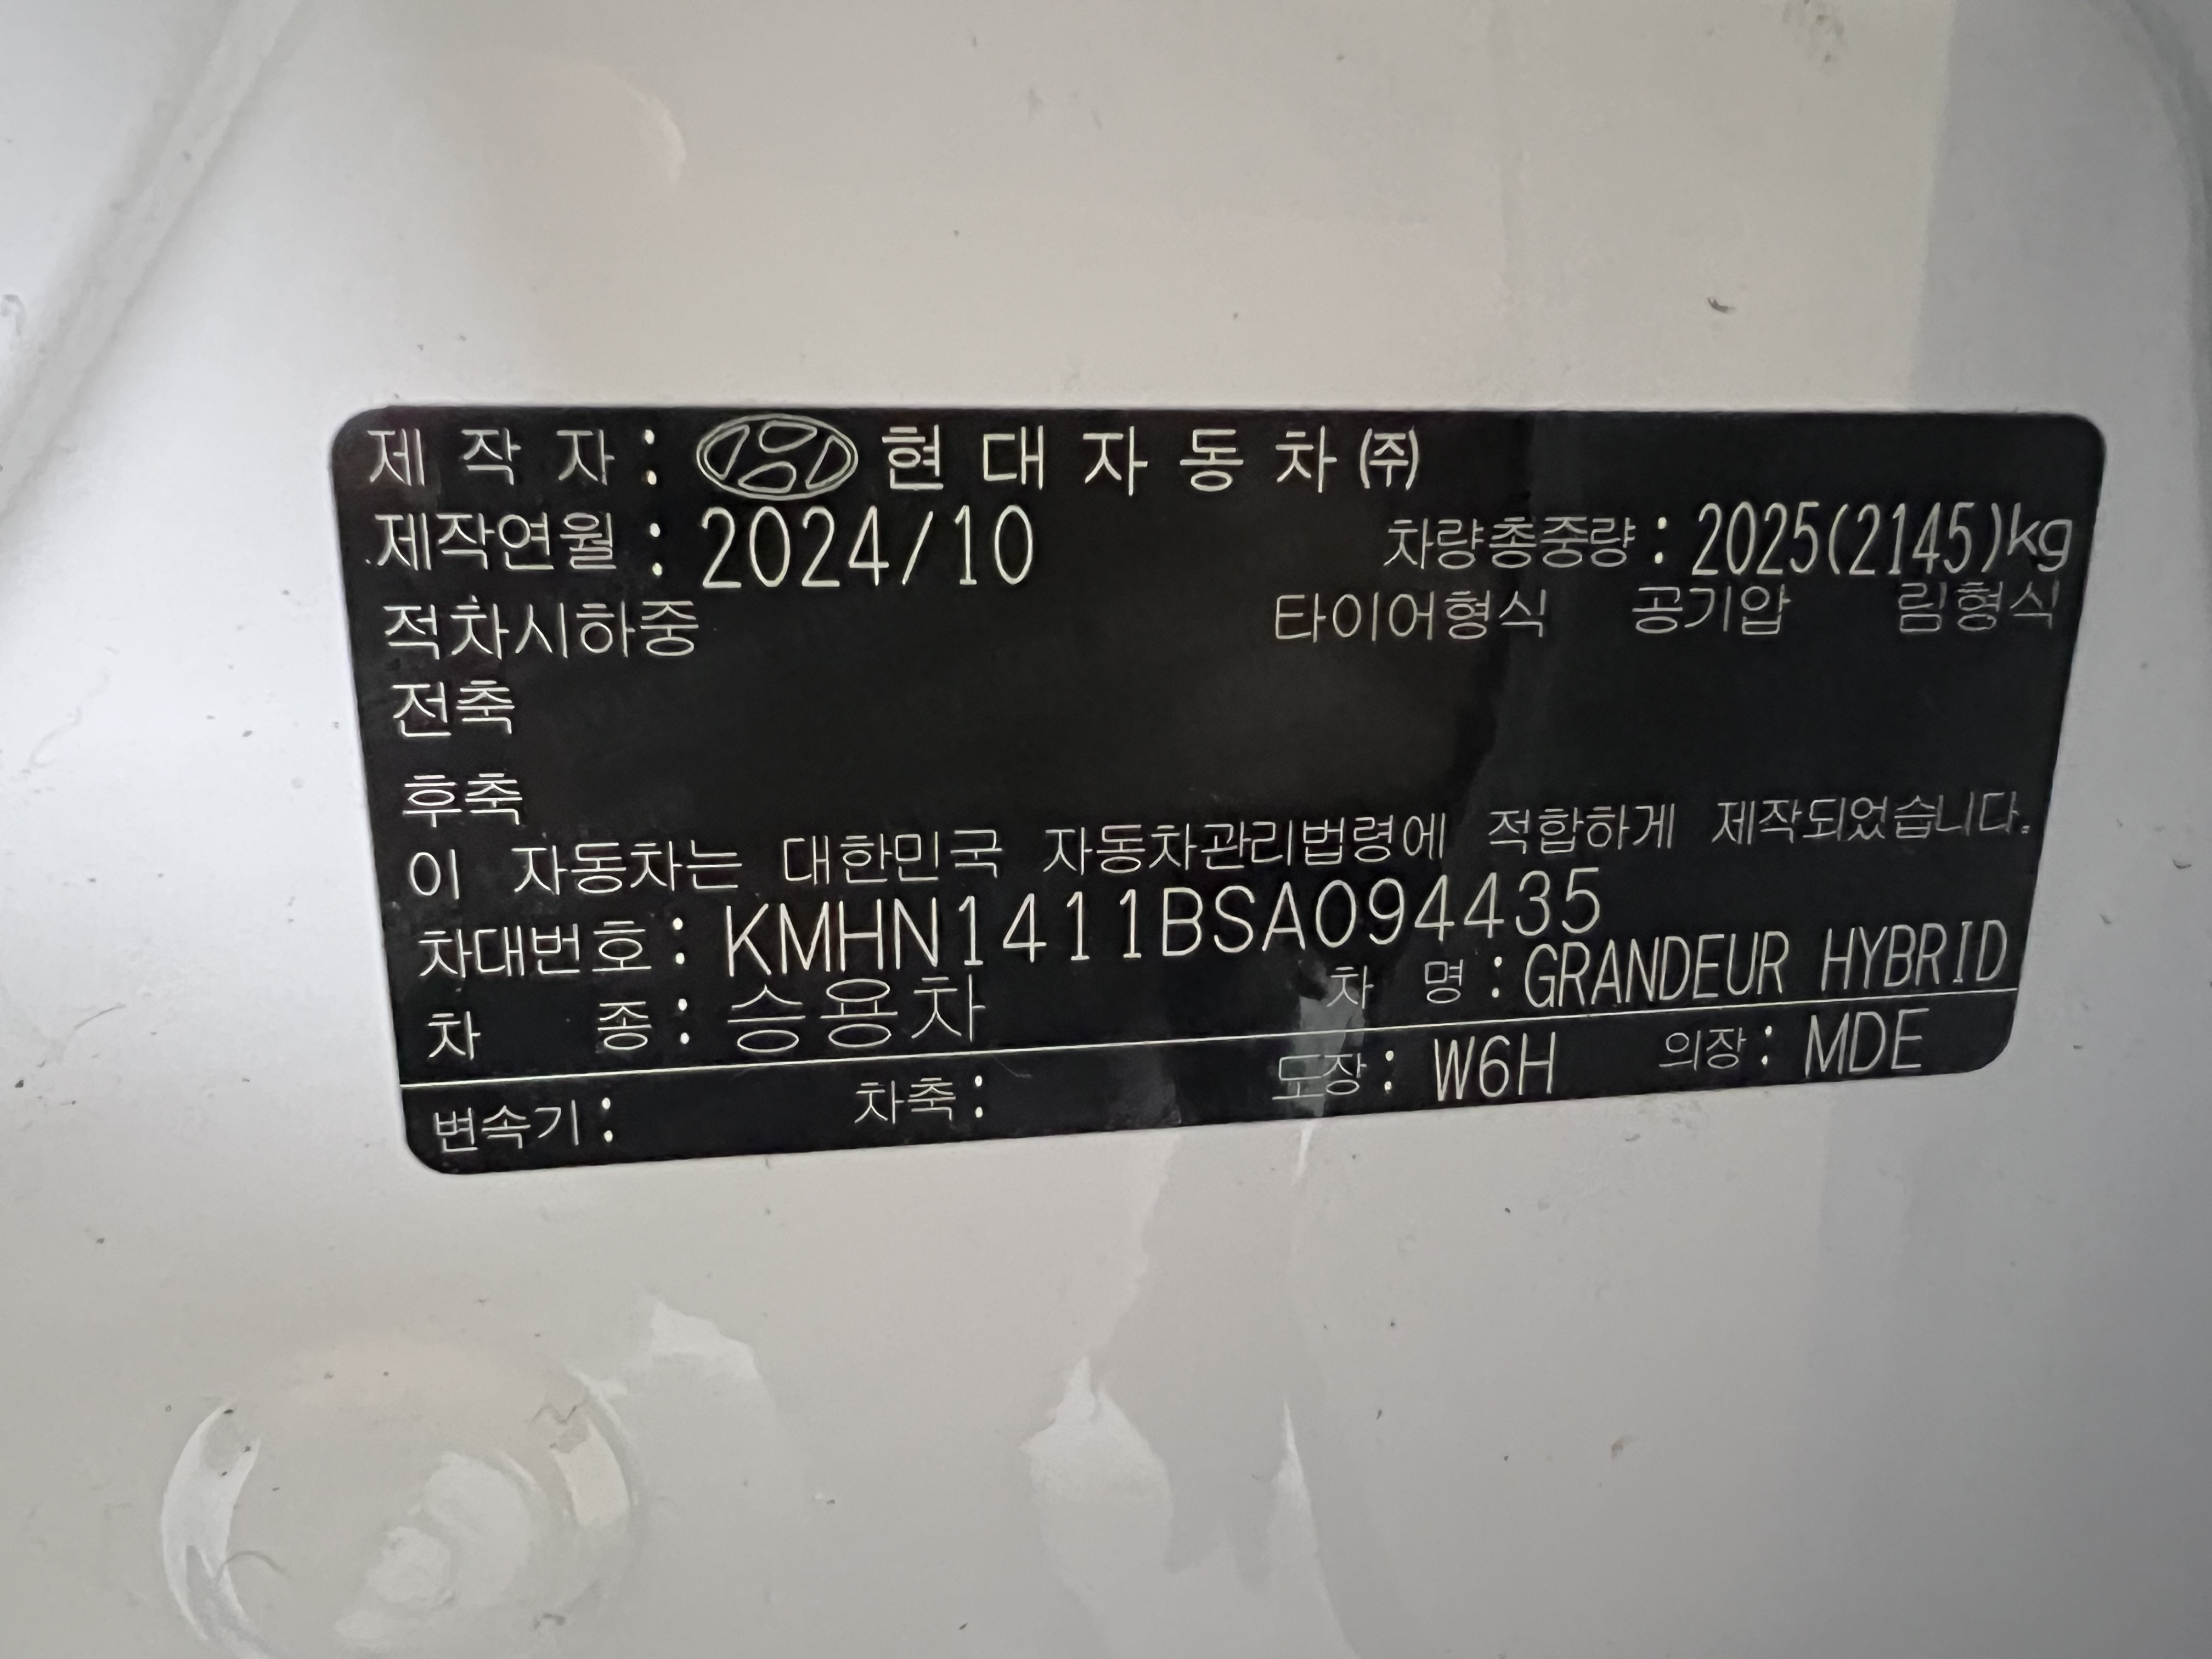 제 작 자 : 현 대 자 동 차 ㈜
제작연월 : 2024/10 차량총중량 : 2025(2145)kg
적차시하중 타이어형식 공기압 림형식
전축
후축
이 자동차는 대한민국 자동차관리법령에 적합하게 제작되었습니다.
차대번호 : KMHN1411BSA094435
차 종 : 승용차 차 명 : GRANDEUR HYBRID
변속기 : 차축 : 도장 : W6H 의장 : MDE